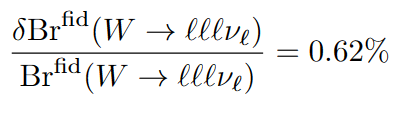 δBr^fid(W → ℓℓℓν_ℓ)
Br^fid(W → ℓℓℓν_ℓ)
= 0.62%